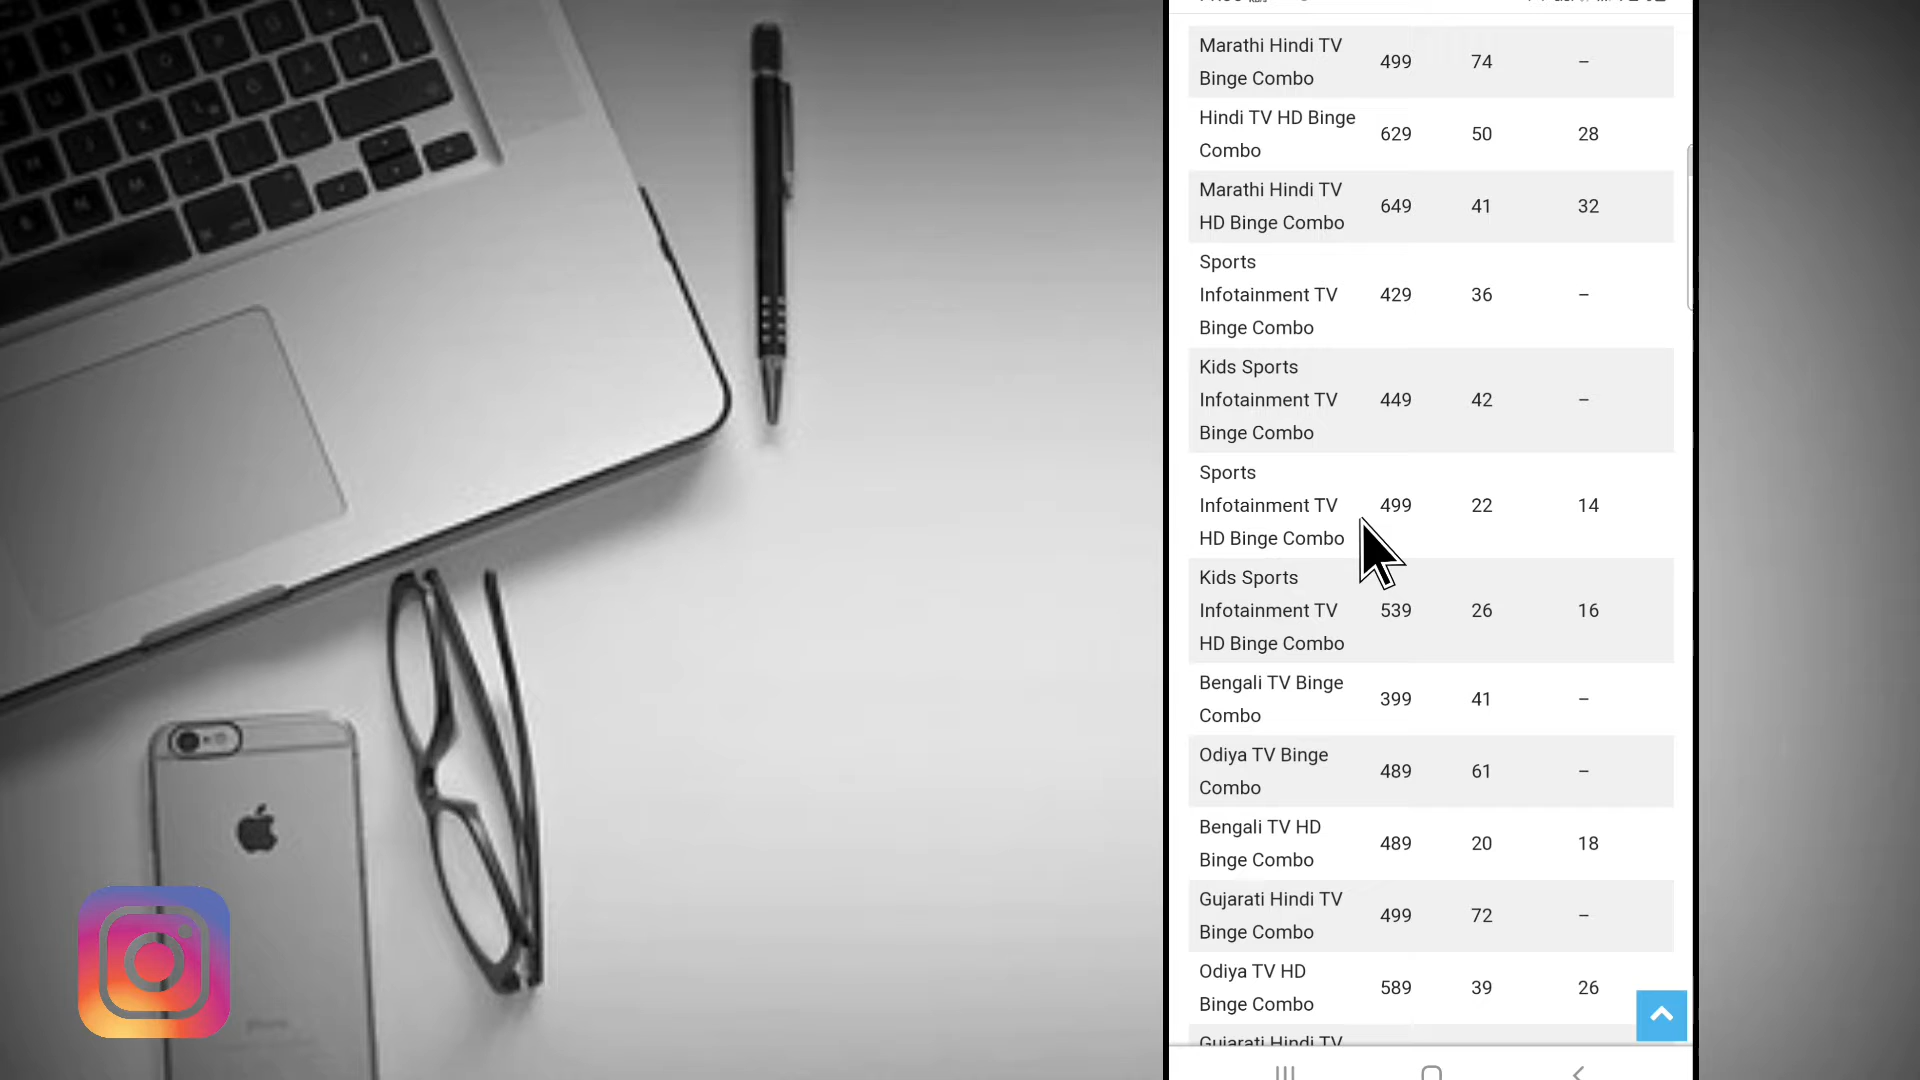 Marathi Hindi TV
Binge Combo 499 74 –
Hindi TV HD Binge
Combo 629 50 28
Marathi Hindi TV
HD Binge Combo 649 41 32
Sports
Infotainment TV 429 36 –
Binge Combo
Kids Sports
Infotainment TV 449 42 –
Binge Combo
Sports
Infotainment TV 499 22 14
HD Binge Combo
Kids Sports
Infotainment TV 539 26 16
HD Binge Combo
Bengali TV Binge
Combo 399 41 –
Odiya TV Binge
Combo 489 61 –
Bengali TV HD
Binge Combo 489 20 18
Gujarati Hindi TV
Binge Combo 499 72 –
Odiya TV HD
Binge Combo 589 39 26
Gujarati Hindi TV